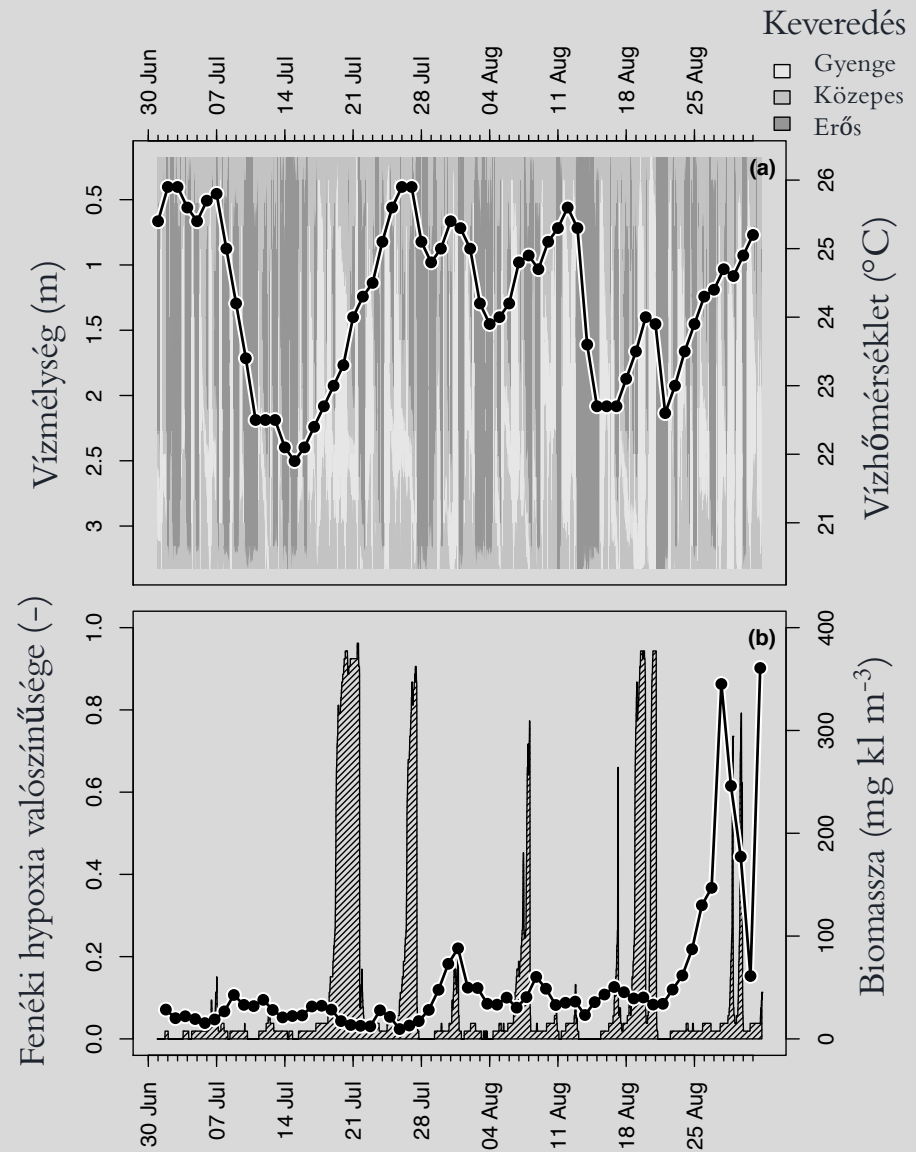 Keveredés
Gyenge
Közepes
Erős
30 Jun 07 Jul 14 Jul 21 Jul 28 Jul 04 Aug 11 Aug 18 Aug 25 Aug
(a)
Vízmélység (m)
0.5 1 1.5 2 2.5 3
26 25 24 23 22 21
Vízhőmérséklet (°C)
(b)
Fenéki hypoxia valószínűsége (−)
1.0 0.8 0.6 0.4 0.2 0.0
400 300 200 100 0
Biomassza (mg kl m⁻³)
30 Jun 07 Jul 14 Jul 21 Jul 28 Jul 04 Aug 11 Aug 18 Aug 25 Aug